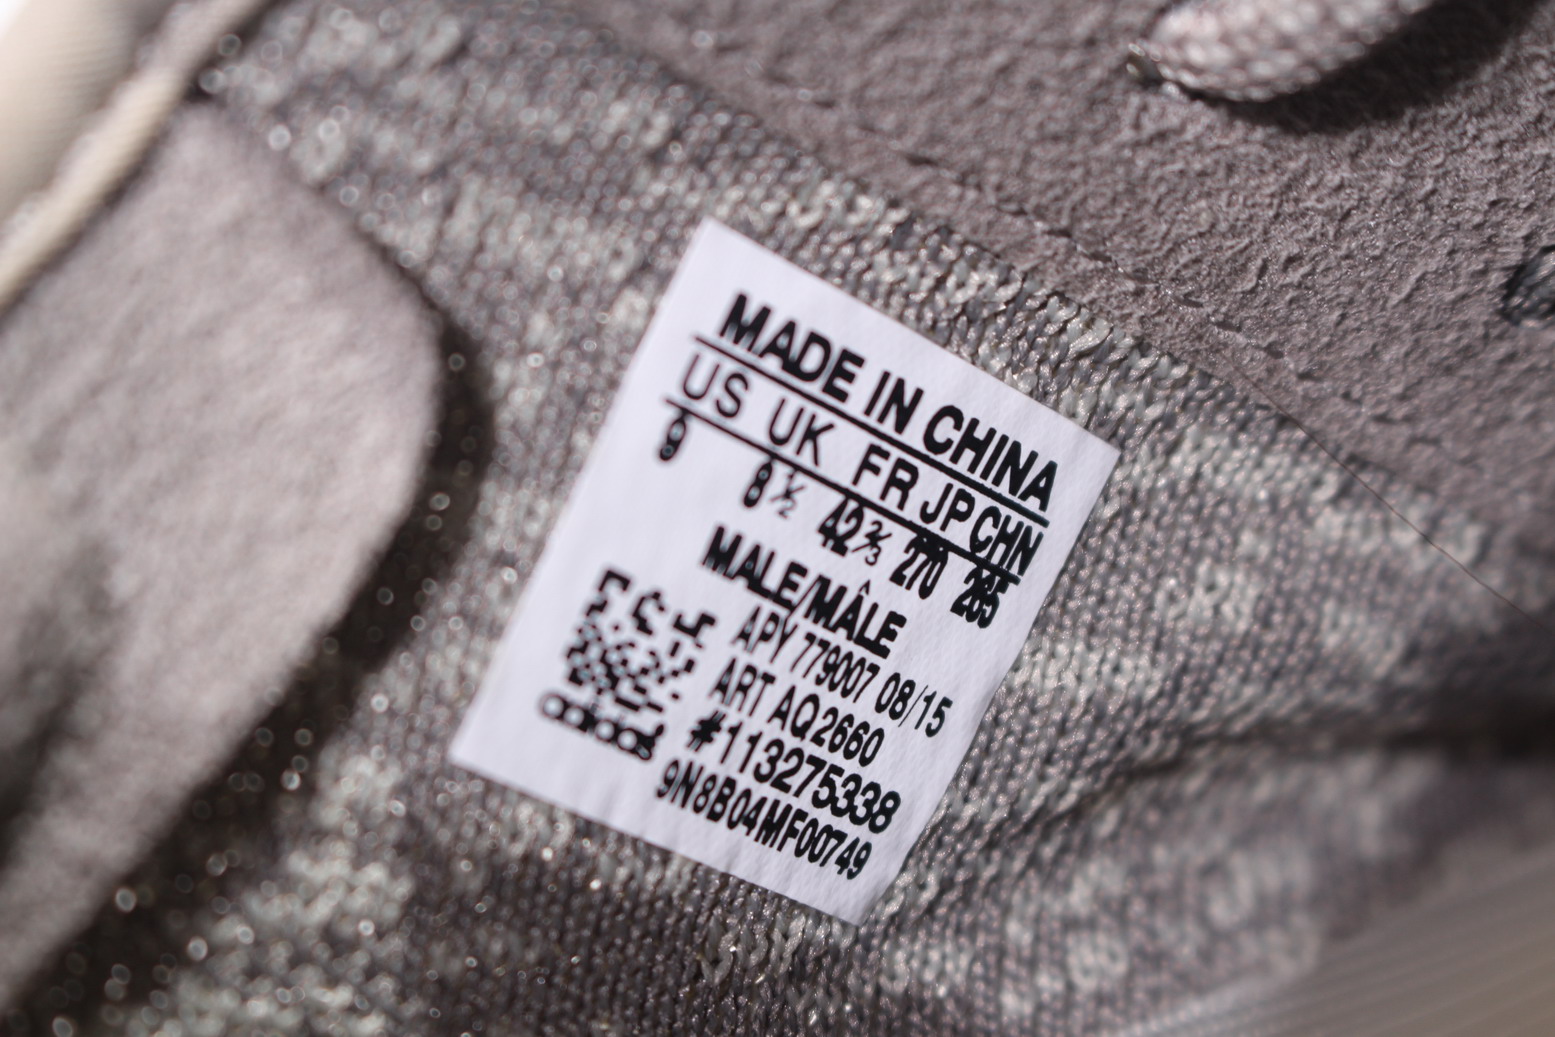 MADE IN CHINA
US UK FR JP CHN
9 8½ 42⅔ 270 265
MALE/MÂLE
APY 779007 08/15
ART AQ2660
#113275338
9N8B04MF00749
adidas